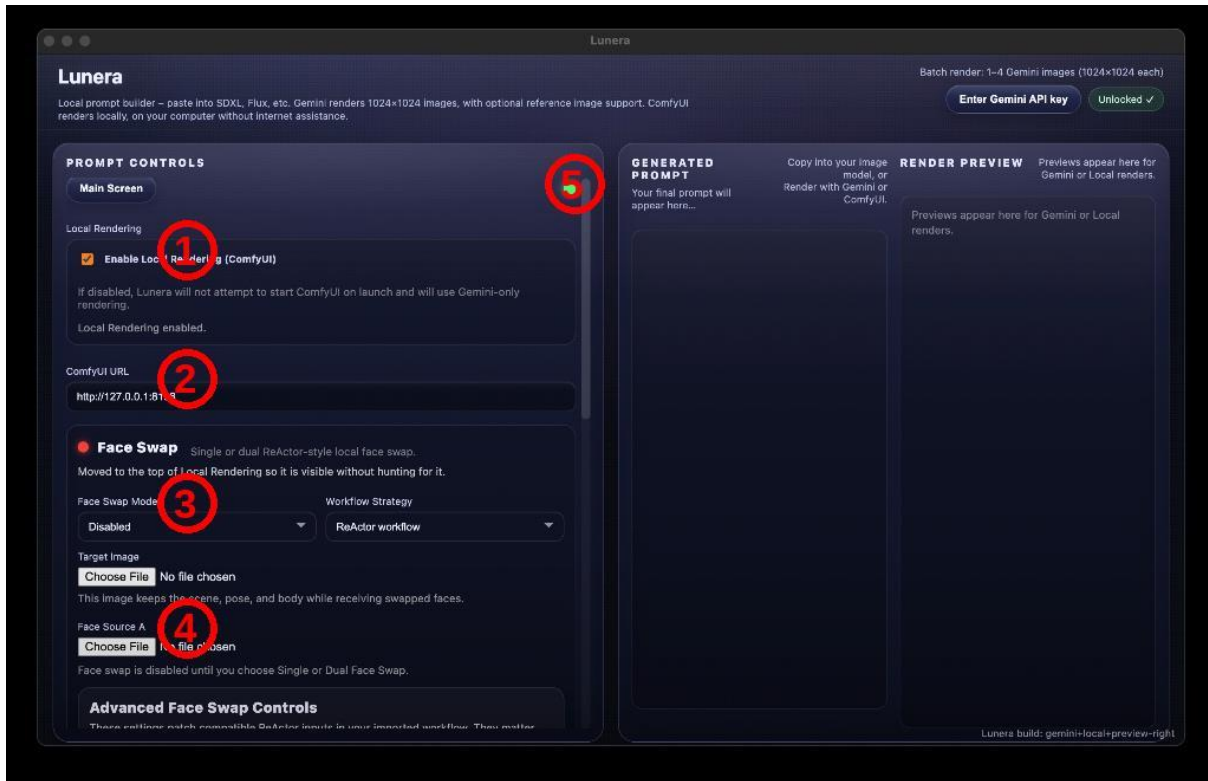 Lunera
Lunera
Local prompt builder – paste into SDXL, Flux, etc. Gemini renders 1024×1024 images, with optional reference image support. ComfyUI
renders locally, on your computer without internet assistance.
Batch render: 1–4 Gemini images (1024×1024 each)
Enter Gemini API key
Unlocked ✓
PROMPT CONTROLS
Main Screen
5
Local Rendering
1
Enable Local Rendering (ComfyUI)
If disabled, Lunera will not attempt to start ComfyUI on launch and will use Gemini-only
rendering.
Local Rendering enabled.
ComfyUI URL
2
http://127.0.0.1:8188
Face Swap Single or dual ReActor-style local face swap.
Moved to the top of Local Rendering so it is visible without hunting for it.
Face Swap Mode
3
Workflow Strategy
Disabled
ReActor workflow
Target Image
Choose File No file chosen
This image keeps the scene, pose, and body while receiving swapped faces.
Face Source A
4
Choose File No file chosen
Face swap is disabled until you choose Single or Dual Face Swap.
Advanced Face Swap Controls
These settings patch compatible ReActor inputs in your imported workflow. They matter
GENERATED
PROMPT
Your final prompt will
appear here...
Copy into your image
model, or
Render with Gemini or
ComfyUI.
RENDER PREVIEW
Previews appear here for
Gemini or Local renders.
Previews appear here for Gemini or Local
renders.
Lunera build: gemini+local+preview-right